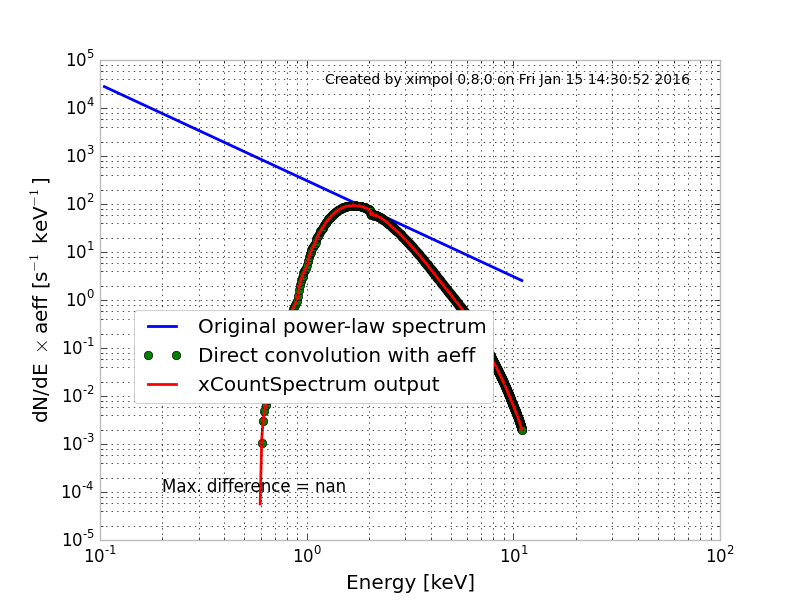 Created by ximpol 0.8.0 on Fri Jan 15 14:30:52 2016
10^5
10^4
10^3
10^2
10^1
10^0
10^-1
10^-2
10^-3
10^-4
10^-5
dN/dE × aeff [s^-1 keV^-1]
Original power-law spectrum
Direct convolution with aeff
xCountSpectrum output
Max. difference = nan
10^-1 10^0 10^1 10^2
Energy [keV]